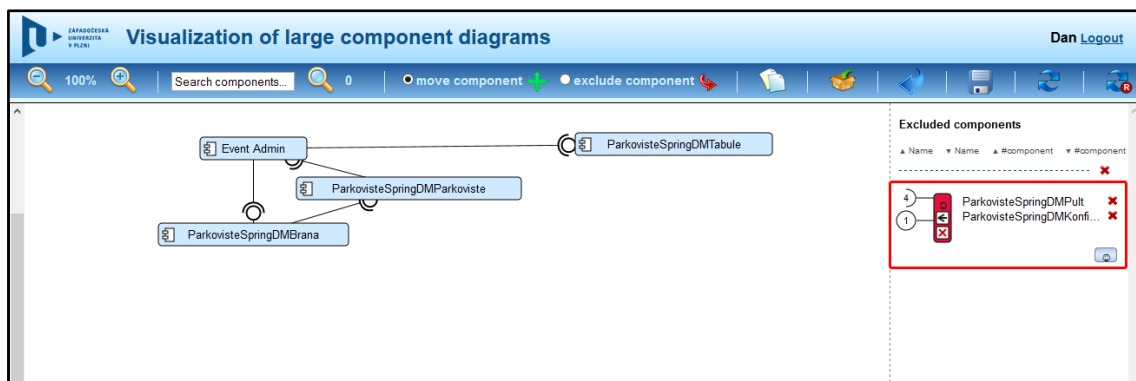 ZÁPADOČESKÁ
UNIVERZITA
V PLZNI
Visualization of large component diagrams
Dan Logout
100% Search components... 0 move component exclude component R
Excluded components
▲ Name ▼ Name ▲ #component ▼ #component
Event Admin
ParkovisteSpringDMTabule
ParkovisteSpringDMParkoviste
ParkovisteSpringDMBrana
4 ParkovisteSpringDMPult
1 ParkovisteSpringDMKonfi...